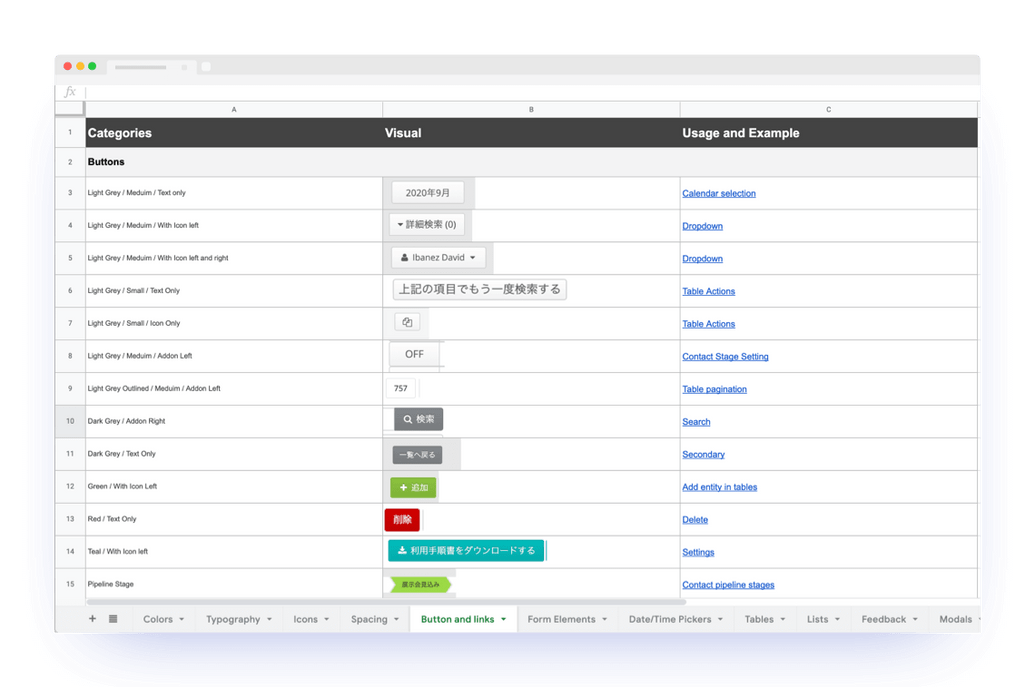 fx
A B C
1 Categories Visual Usage and Example
2 Buttons
3 Light Grey / Meduim / Text only 2020年9月 Calendar selection
4 Light Grey / Meduim / With Icon left 詳細検索 (0) Dropdown
5 Light Grey / Meduim / With Icon left and right Ibanez David Dropdown
6 Light Grey / Small / Text Only 上記の項目でもう一度検索する Table Actions
7 Light Grey / Small / Icon Only Table Actions
8 Light Grey / Meduim / Addon Left OFF Contact Stage Setting
9 Light Grey Outlined / Meduim / Addon Left 757 Table pagination
10 Dark Grey / Addon Right 検索 Search
11 Dark Grey / Text Only 一覧へ戻る Secondary
12 Green / With Icon Left + 追加 Add entity in tables
13 Red / Text Only 削除 Delete
14 Teal / With Icon left 利用手順書をダウンロードする Settings
15 Pipeline Stage 展示会見込み Contact pipeline stages
+ Colors Typography Icons Spacing Button and links Form Elements Date/Time Pickers Tables Lists Feedback Modals